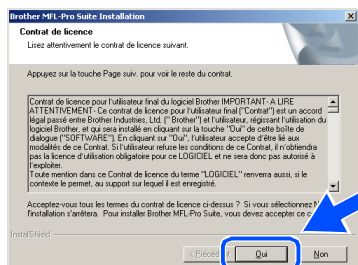 Brother MFL-Pro Suite Installation
Contrat de licence
Lisez attentivement le contrat de licence suivant.
Appuyez sur la touche Page suiv. pour voir le reste du contrat.
Contrat de licence pour l'utilisateur final du logiciel Brother IMPORTANT- A LIRE
ATTENTIVEMENT- Ce contrat de licence pour l'utilisateur final ("Contrat") est un accord
légal passé entre Brother Industries, Ltd. (" Brother") et l'utilisateur, régissant l'utilisation du
logiciel Brother, et qui sera installé en cliquant sur la touche "Oui" de cette boîte de
dialogue ("SOFTWARE"). En cliquant sur "Oui", l'utilisateur accepte d'être lié aux
modalités de ce Contrat. Si l'utilisateur refuse les conditions de ce Contrat, il n'obtiendra
pas la licence d'utilisation obligatoire pour ce LOGICIEL et ne sera donc pas autorisé à
l'exploiter.
Toute mention dans ce Contrat de licence du terme "LOGICIEL" renverra aussi, si le
contexte le permet, au support sur lequel il est enregistré.
Acceptez-vous tous les termes du contrat de licence ci-dessus ? Si vous sélectionnez
l'installation s'arrêtera. Pour installer Brother MFL-Pro Suite, vous devez accepter ce
InstallShield
< Précéd
Oui
Non